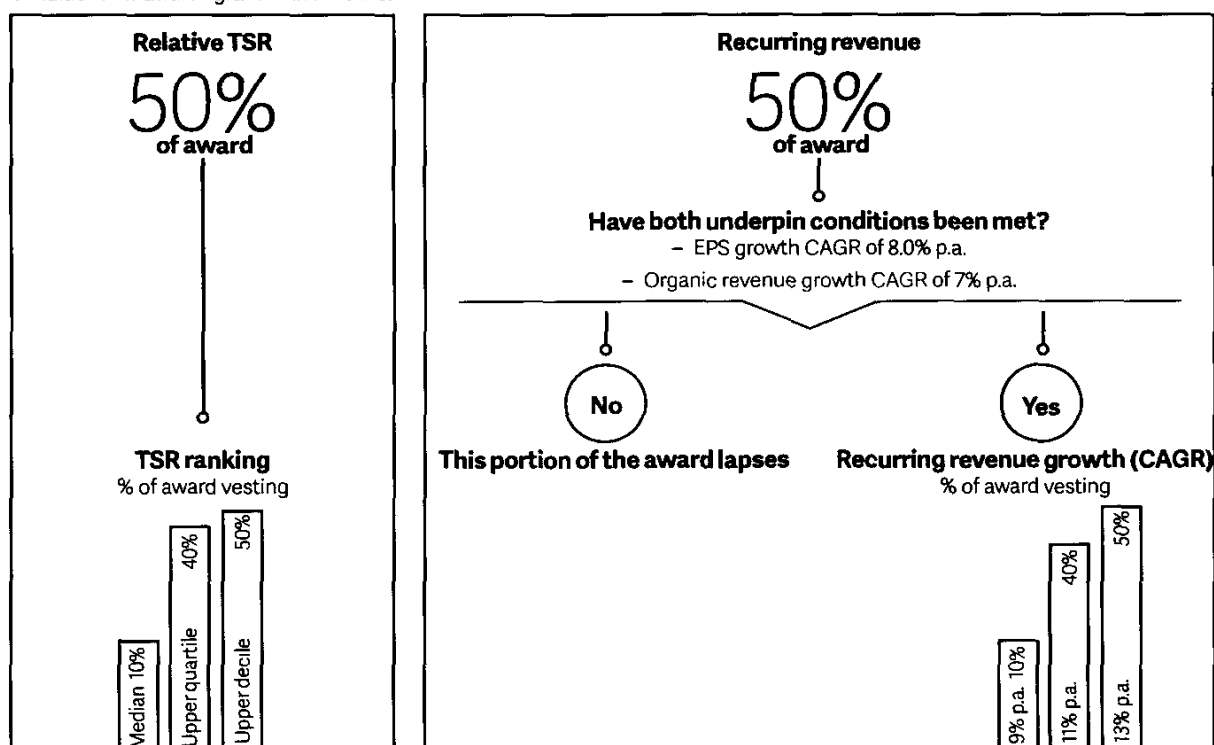 Relative TSR
50%
of award
TSR ranking
% of award vesting
Median 10%
Upper quartile 40%
Upper decile 50%
Recurring revenue
50%
of award
Have both underpin conditions been met?
– EPS growth CAGR of 8.0% p.a.
– Organic revenue growth CAGR of 7% p.a.
No
This portion of the award lapses
Yes
Recurring revenue growth (CAGR)
% of award vesting
9% p.a. 10%
11% p.a. 40%
13% p.a. 50%